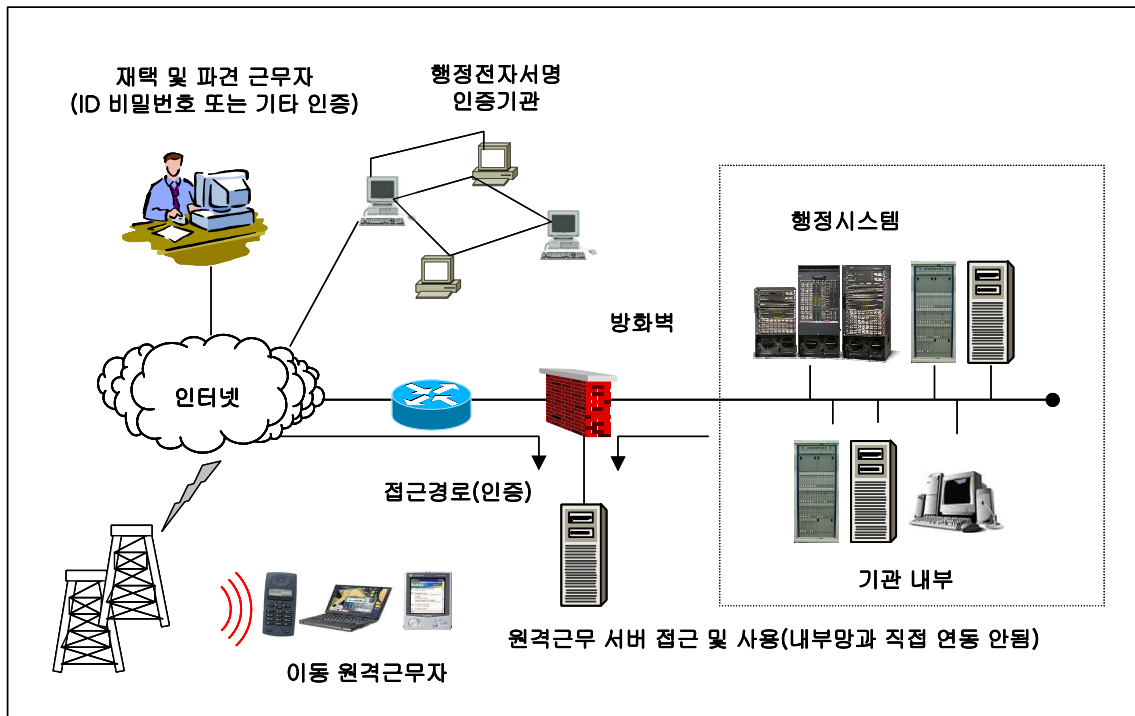 재택 및 파견 근무자
(ID 비밀번호 또는 기타 인증)
행정전자서명
인증기관
행정시스템
방화벽
인터넷
접근경로(인증)
기관 내부
원격근무 서버 접근 및 사용(내부망과 직접 연동 안됨)
이동 원격근무자